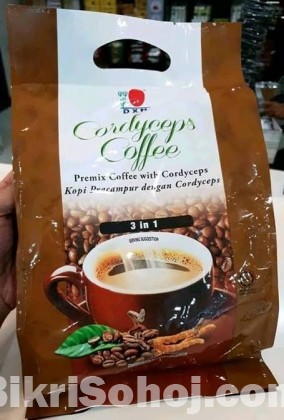 DXN
Cordyceps
Coffee
Premix Coffee with Cordyceps
Kopi Pracampur dengan Cordyceps
3 in 1
SERVING SUGGESTION
BikriSohoj.com